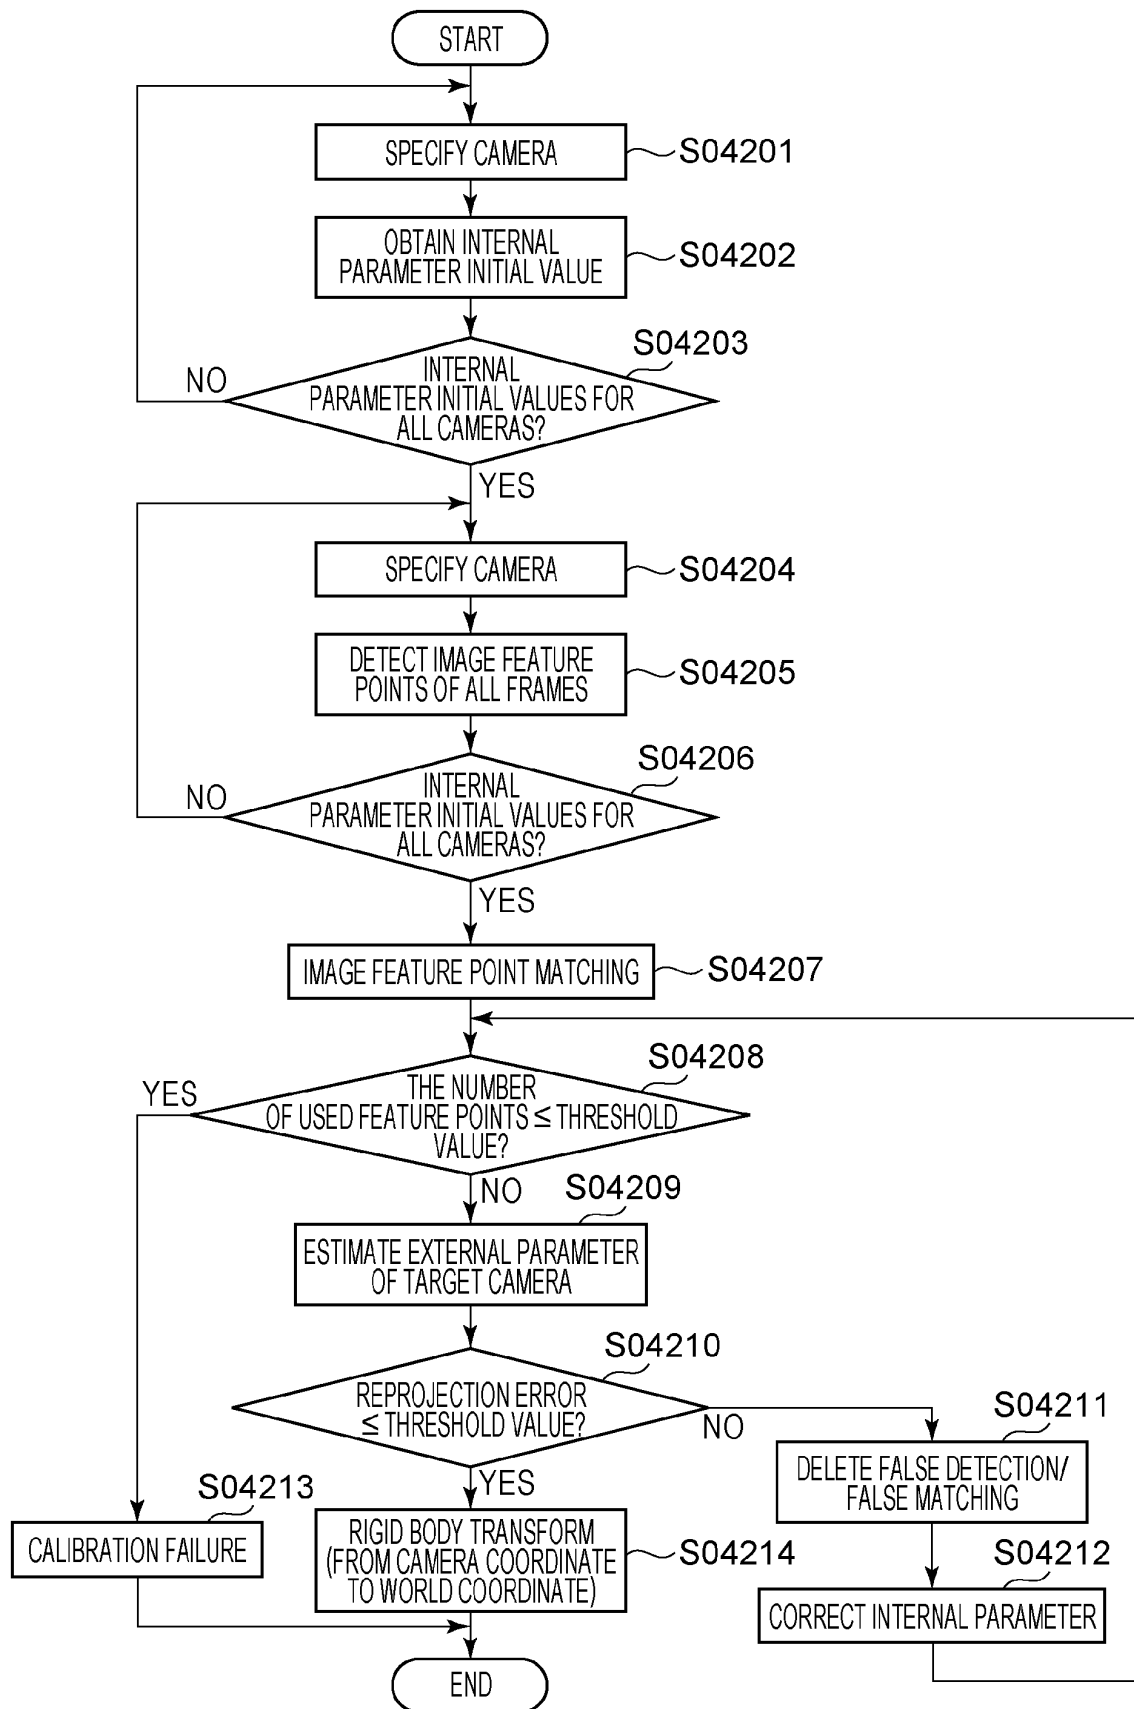 START
SPECIFY CAMERA
S04201
OBTAIN INTERNAL
PARAMETER INITIAL VALUE
S04202
S04203
INTERNAL
PARAMETER INITIAL VALUES FOR
ALL CAMERAS?
NO
YES
SPECIFY CAMERA
S04204
DETECT IMAGE FEATURE
POINTS OF ALL FRAMES
S04205
S04206
INTERNAL
PARAMETER INITIAL VALUES FOR
ALL CAMERAS?
NO
YES
IMAGE FEATURE POINT MATCHING
S04207
S04208
THE NUMBER
OF USED FEATURE POINTS ≤ THRESHOLD
VALUE?
YES
NO
S04209
ESTIMATE EXTERNAL PARAMETER
OF TARGET CAMERA
S04210
REPROJECTION ERROR
≤ THRESHOLD VALUE?
NO
YES
S04211
DELETE FALSE DETECTION/
FALSE MATCHING
S04212
CORRECT INTERNAL PARAMETER
S04213
CALIBRATION FAILURE
RIGID BODY TRANSFORM
(FROM CAMERA COORDINATE
TO WORLD COORDINATE)
S04214
END